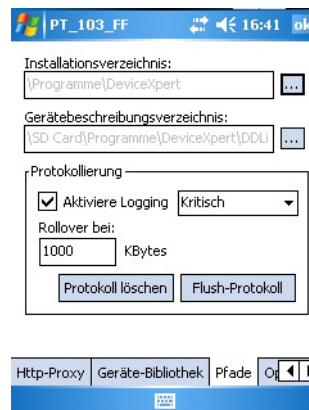 PT_103_FF 16:41 ok
Installationsverzeichnis:
\Programme\DeviceXpert
...
Gerätebeschreibungsverzeichnis:
\SD Card\Programme\DeviceXpert\DDLi
...
Protokollierung
Aktiviere Logging Kritisch
Rollover bei:
1000 KBytes
Protokoll löschen Flush-Protokoll
Http-Proxy Geräte-Bibliothek Pfade